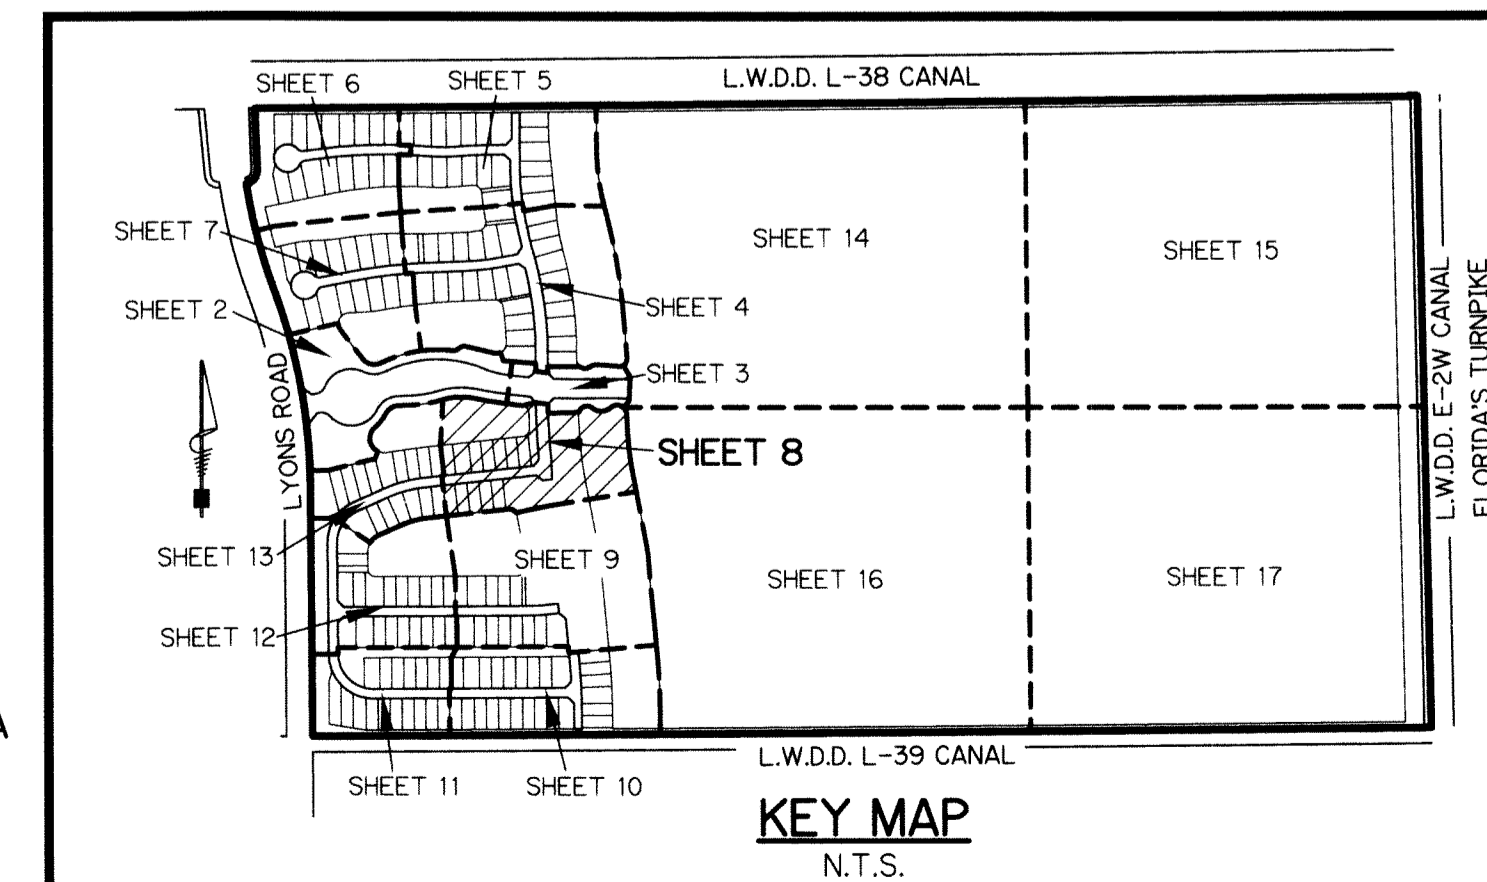 L.W.D.D. L-38 CANAL
SHEET 6
SHEET 5
SHEET 7
SHEET 14
SHEET 15
SHEET 2
SHEET 4
LYONS ROAD
SHEET 3
L.W.D.D. E-2W CANAL
FLORIDA'S TURNPIKE
SHEET 8
SHEET 13
SHEET 9
SHEET 16
SHEET 17
SHEET 12
A
L.W.D.D. L-39 CANAL
SHEET 11
SHEET 10
KEY MAP
N.T.S.